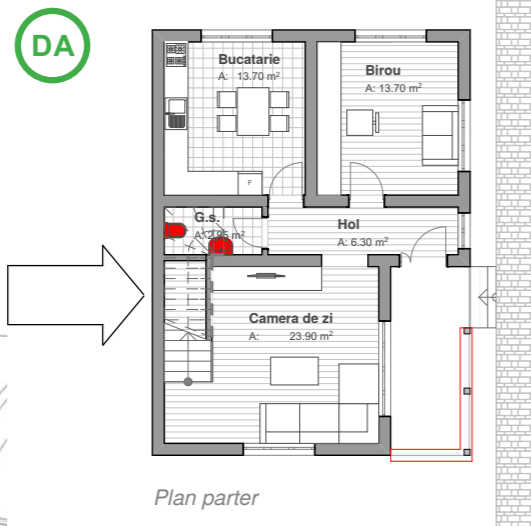 DA
Bucatarie
A: 13.70 m²
Birou
A: 13.70 m²
F
G.s.
A: 2.95 m²
Hol
A: 6.30 m²
Camera de zi
A: 23.90 m²
Plan parter